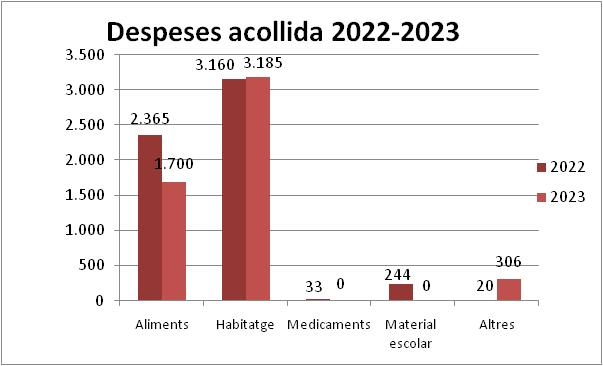 Despeses acollida 2022-2023
3.500
3.000
2.500
2.000
1.500
1.000
500
0
2.365
1.700
3.160
3.185
33
0
244
0
20
306
Aliments
Habitatge
Medicaments
Material
escolar
Altres
2022
2023